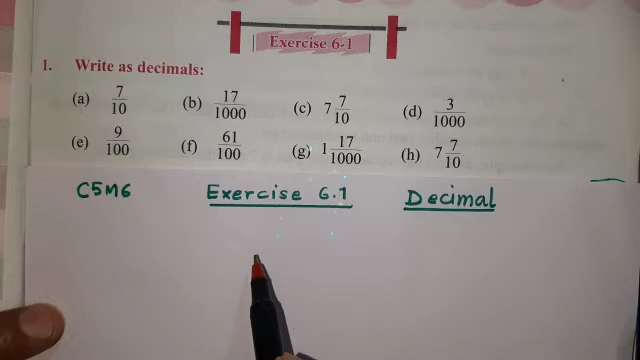 Exercise 6-1
1. Write as decimals:
(a) 7/10 (b) 17/1000 (c) 7 7/10 (d) 3/1000
(e) 9/100 (f) 61/100 (g) 1 17/1000 (h) 7 7/10
C5M6 Exercise 6.1 Decimal